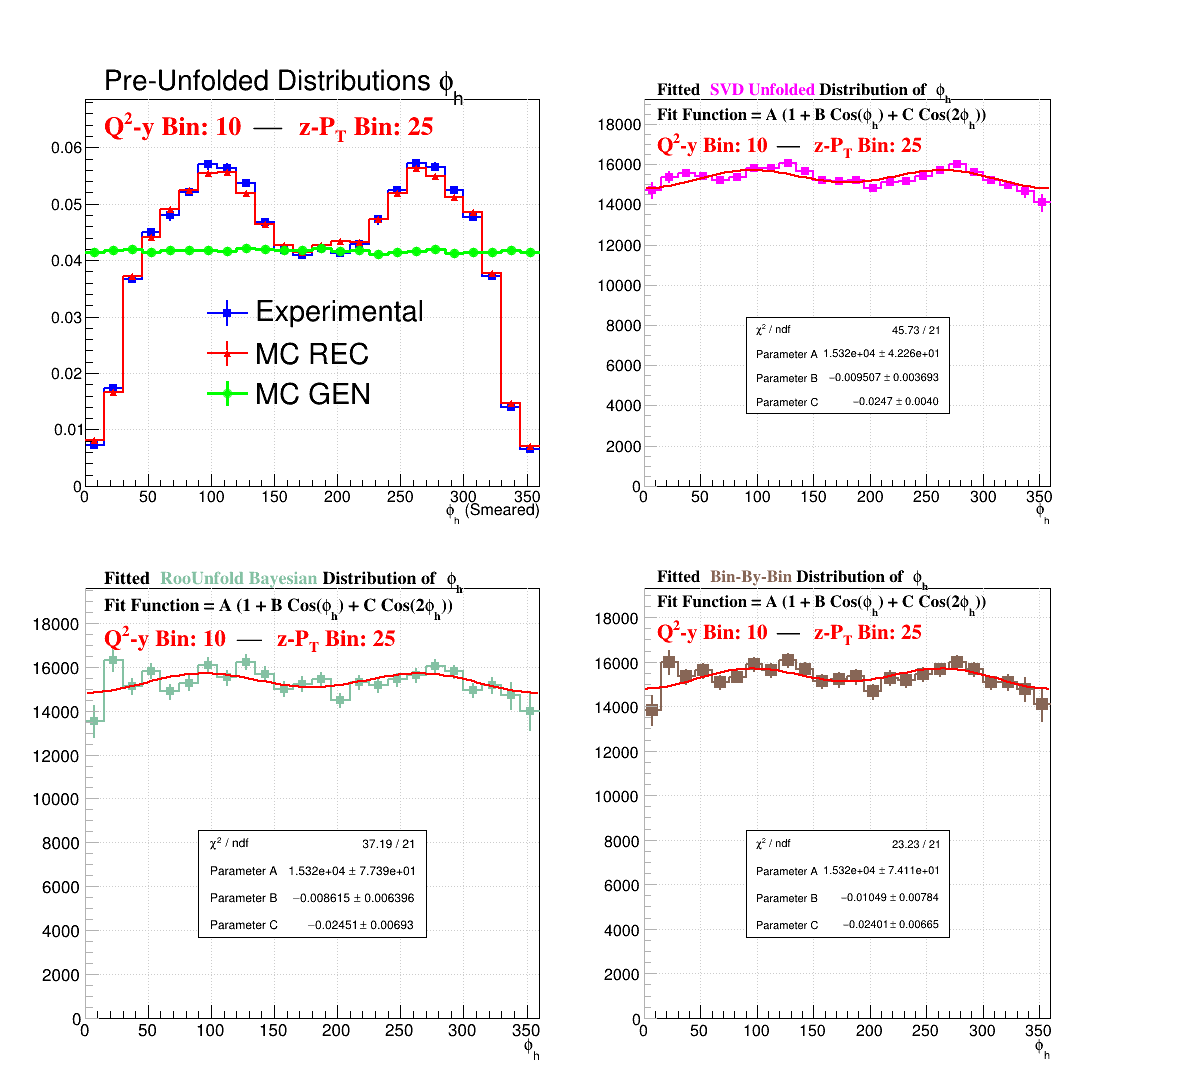 Pre-Unfolded Distributions ϕh
Q2-y Bin: 10 — z-PT Bin: 25
0.06
0.05
0.04
0.03
0.02
0.01
0
Experimental
MC REC
MC GEN
0 50 100 150 200 250 300 350
ϕh (Smeared)
Fitted SVD Unfolded Distribution of ϕh
Fit Function = A (1 + B Cos(ϕh) + C Cos(2ϕh))
Q2-y Bin: 10 — z-PT Bin: 25
18000
16000
14000
12000
10000
8000
6000
4000
2000
0
χ2 / ndf 45.73 / 21
Parameter A 1.532e+04 ± 4.226e+01
Parameter B −0.009507 ± 0.003693
Parameter C −0.0247 ± 0.0040
0 50 100 150 200 250 300 350
ϕh
Fitted RooUnfold Bayesian Distribution of ϕh
Fit Function = A (1 + B Cos(ϕh) + C Cos(2ϕh))
Q2-y Bin: 10 — z-PT Bin: 25
18000
16000
14000
12000
10000
8000
6000
4000
2000
0
χ2 / ndf 37.19 / 21
Parameter A 1.532e+04 ± 7.739e+01
Parameter B −0.008615 ± 0.006396
Parameter C −0.02451 ± 0.00693
0 50 100 150 200 250 300 350
ϕh
Fitted Bin-By-Bin Distribution of ϕh
Fit Function = A (1 + B Cos(ϕh) + C Cos(2ϕh))
Q2-y Bin: 10 — z-PT Bin: 25
18000
16000
14000
12000
10000
8000
6000
4000
2000
0
χ2 / ndf 23.23 / 21
Parameter A 1.532e+04 ± 7.411e+01
Parameter B −0.01049 ± 0.00784
Parameter C −0.02401 ± 0.00665
0 50 100 150 200 250 300 350
ϕh